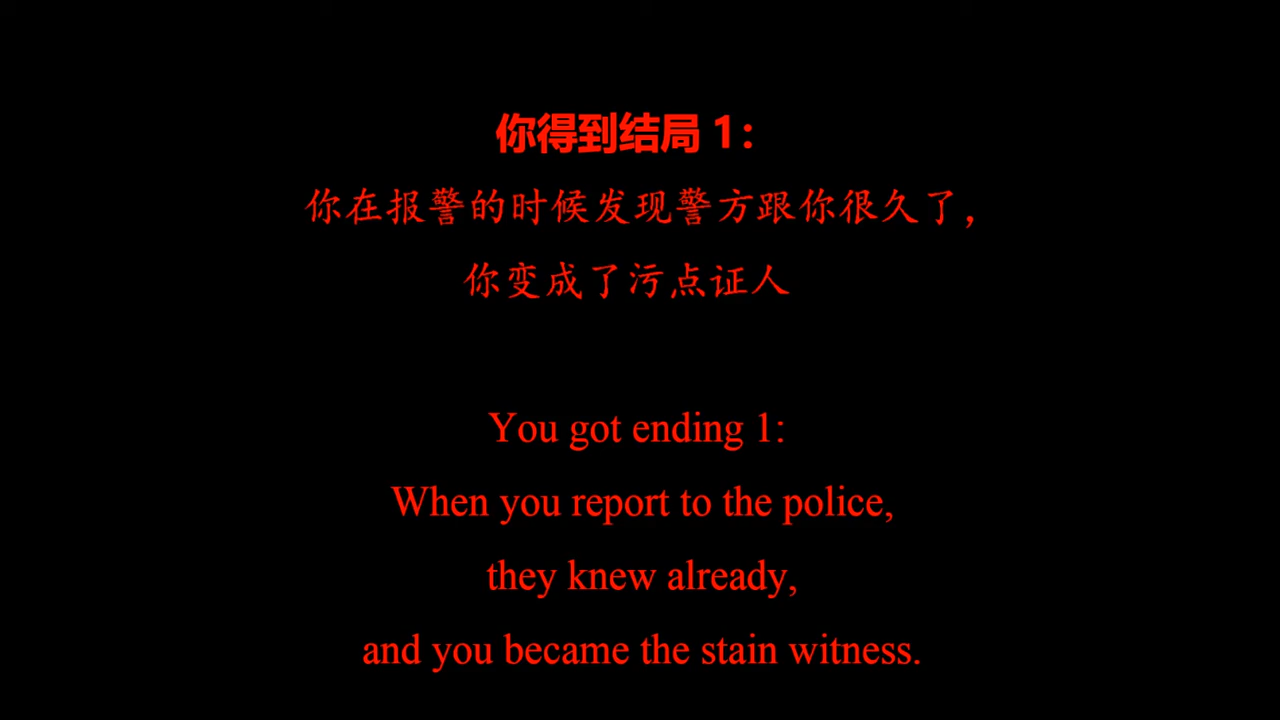 你得到结局 1：
你在报警的时候发现警方跟你很久了，
你变成了污点证人
You got ending 1:
When you report to the police,
they knew already,
and you became the stain witness.